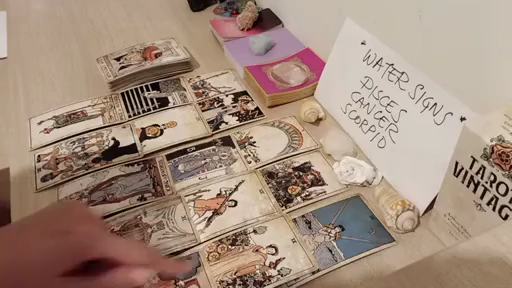 WATER SIGNS
PISCES
CANCER
SCORPIO
TAROT
VINTAGE